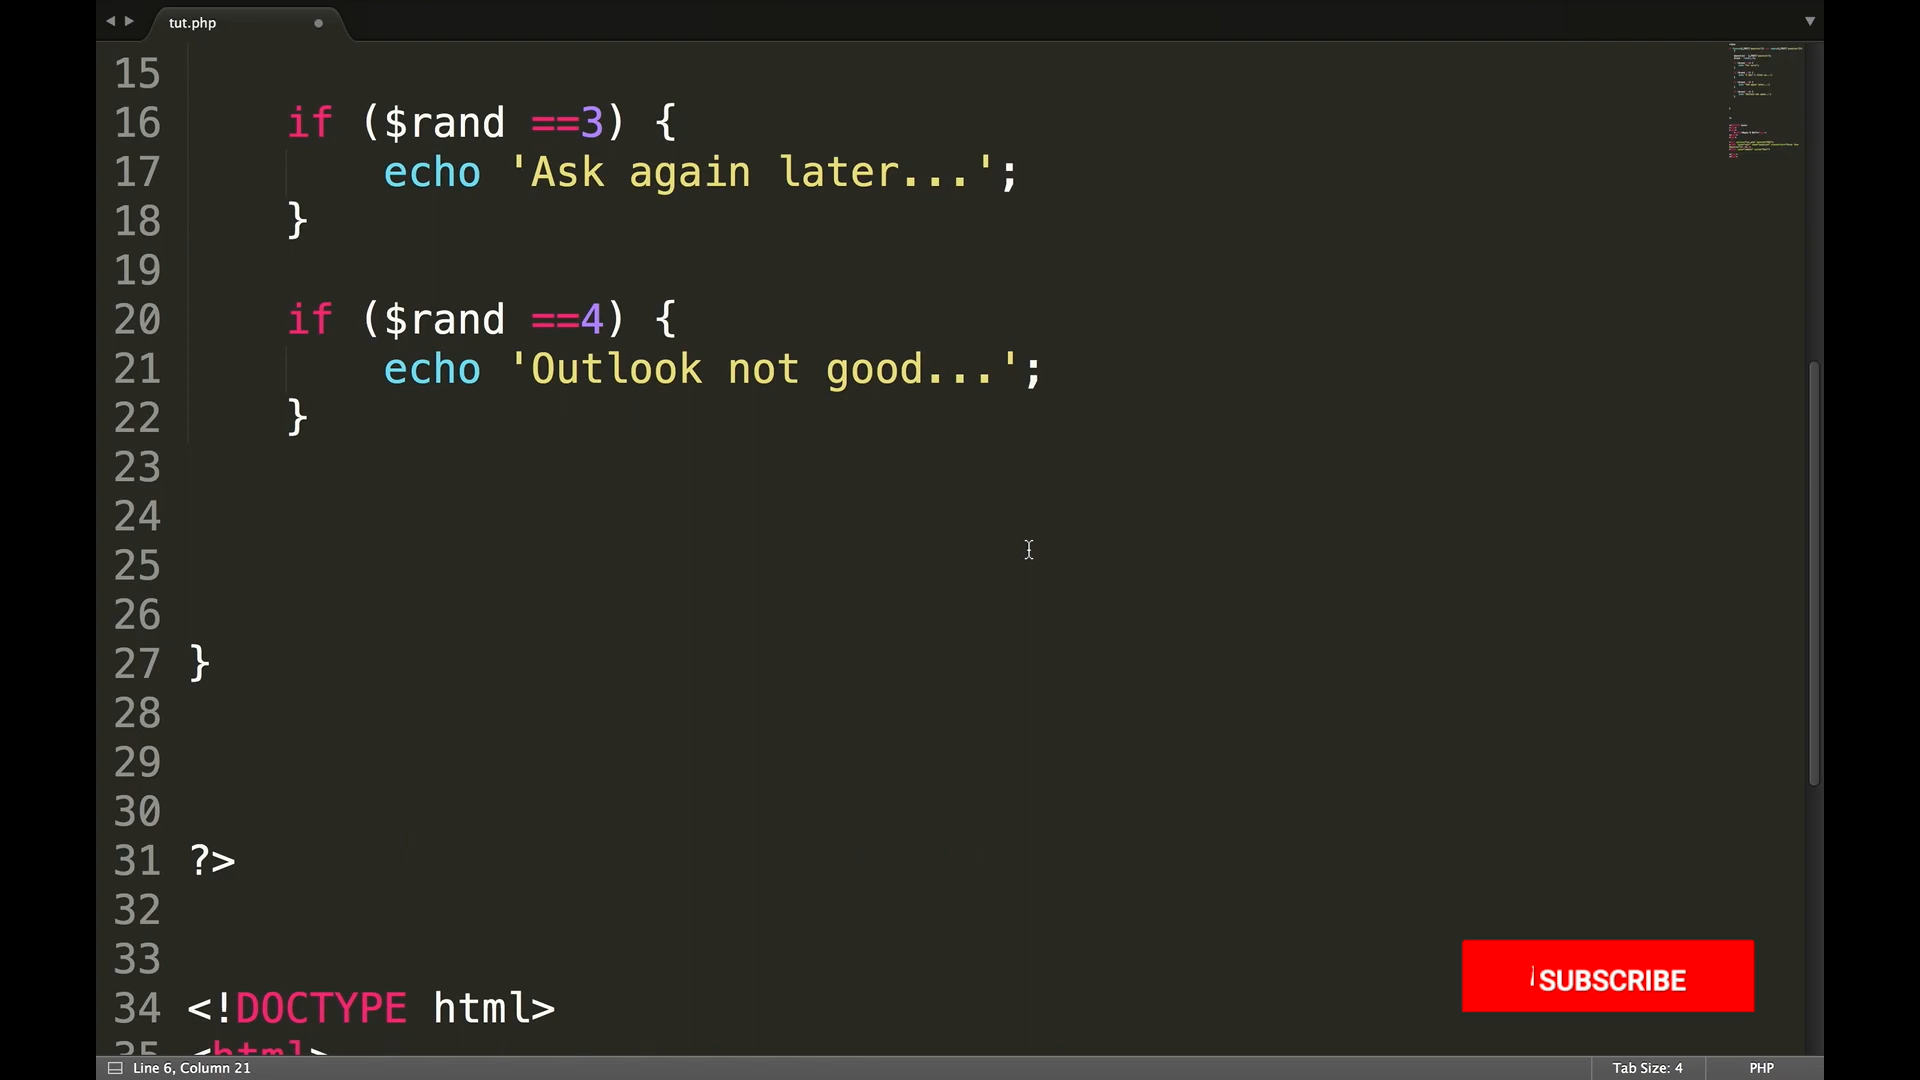 tut.php
15
16 if ($rand ==3) {
17 echo 'Ask again later...';
18 }
19
20 if ($rand ==4) {
21 echo 'Outlook not good...';
22 }
23
24
25
26
27 }
28
29
30
31 ?>
32
33
34 <!DOCTYPE html>
35 <html>
SUBSCRIBE
Line 6, Column 21
Tab Size: 4
PHP